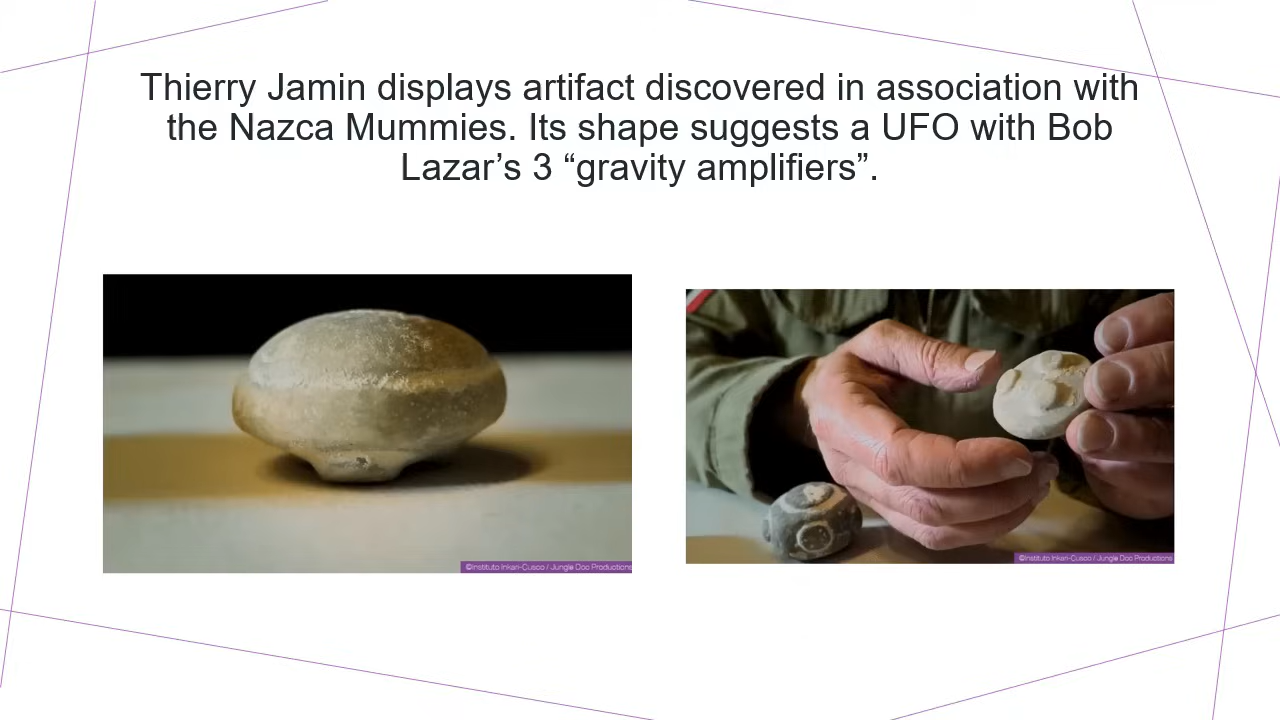 Thierry Jamin displays artifact discovered in association with
the Nazca Mummies. Its shape suggests a UFO with Bob
Lazar’s 3 “gravity amplifiers”.
©Instituto Inkari-Cusco / Jungle Doc Productions
©Instituto Inkari-Cusco / Jungle Doc Productions